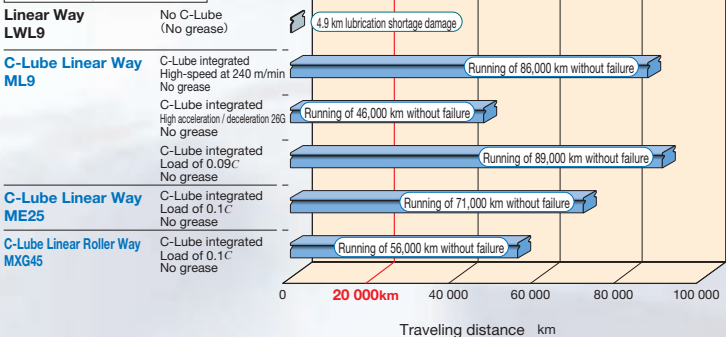 Linear Way
LWL9
No C-Lube
(No grease)
4.9 km lubrication shortage damage
C-Lube Linear Way
ML9
C-Lube integrated
High-speed at 240 m/min
No grease
Running of 86,000 km without failure
C-Lube integrated
High acceleration / deceleration 26G
No grease
Running of 46,000 km without failure
C-Lube integrated
Load of 0.09C
No grease
Running of 89,000 km without failure
C-Lube Linear Way
ME25
C-Lube integrated
Load of 0.1C
No grease
Running of 71,000 km without failure
C-Lube Linear Roller Way
MXG45
C-Lube integrated
Load of 0.1C
No grease
Running of 56,000 km without failure
0 20 000km 40 000 60 000 80 000 100 000
Traveling distance km